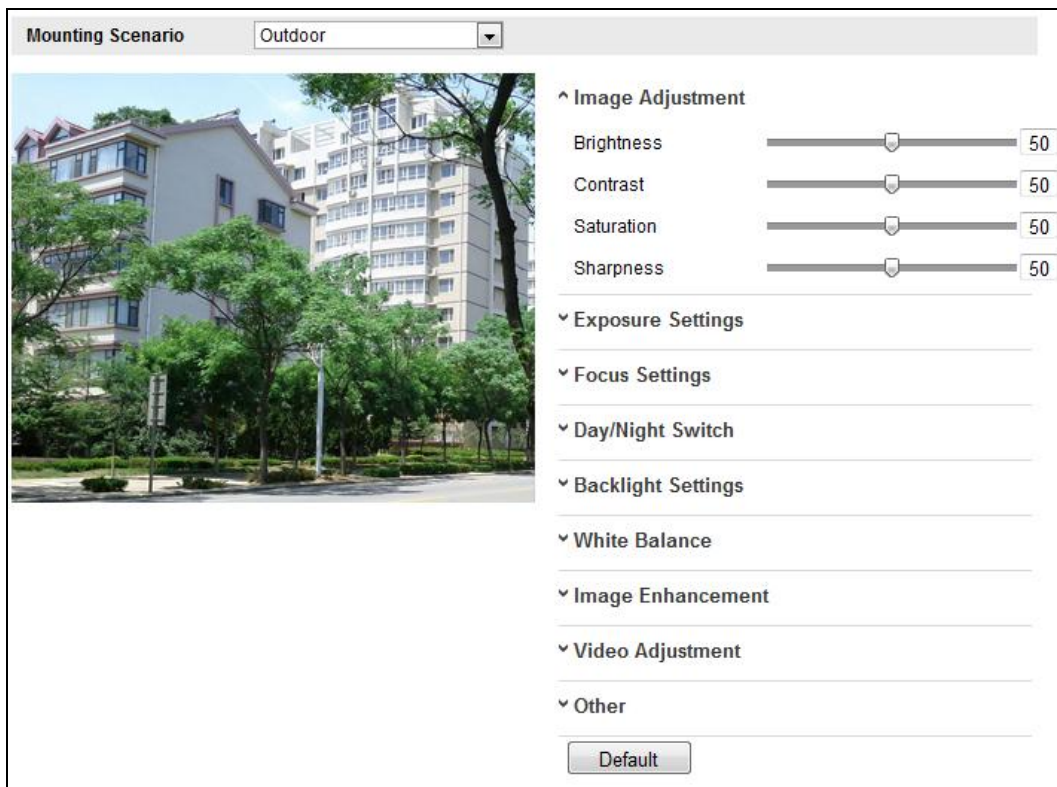 Mounting Scenario Outdoor
Image Adjustment
Brightness 50
Contrast 50
Saturation 50
Sharpness 50
Exposure Settings
Focus Settings
Day/Night Switch
Backlight Settings
White Balance
Image Enhancement
Video Adjustment
Other
Default